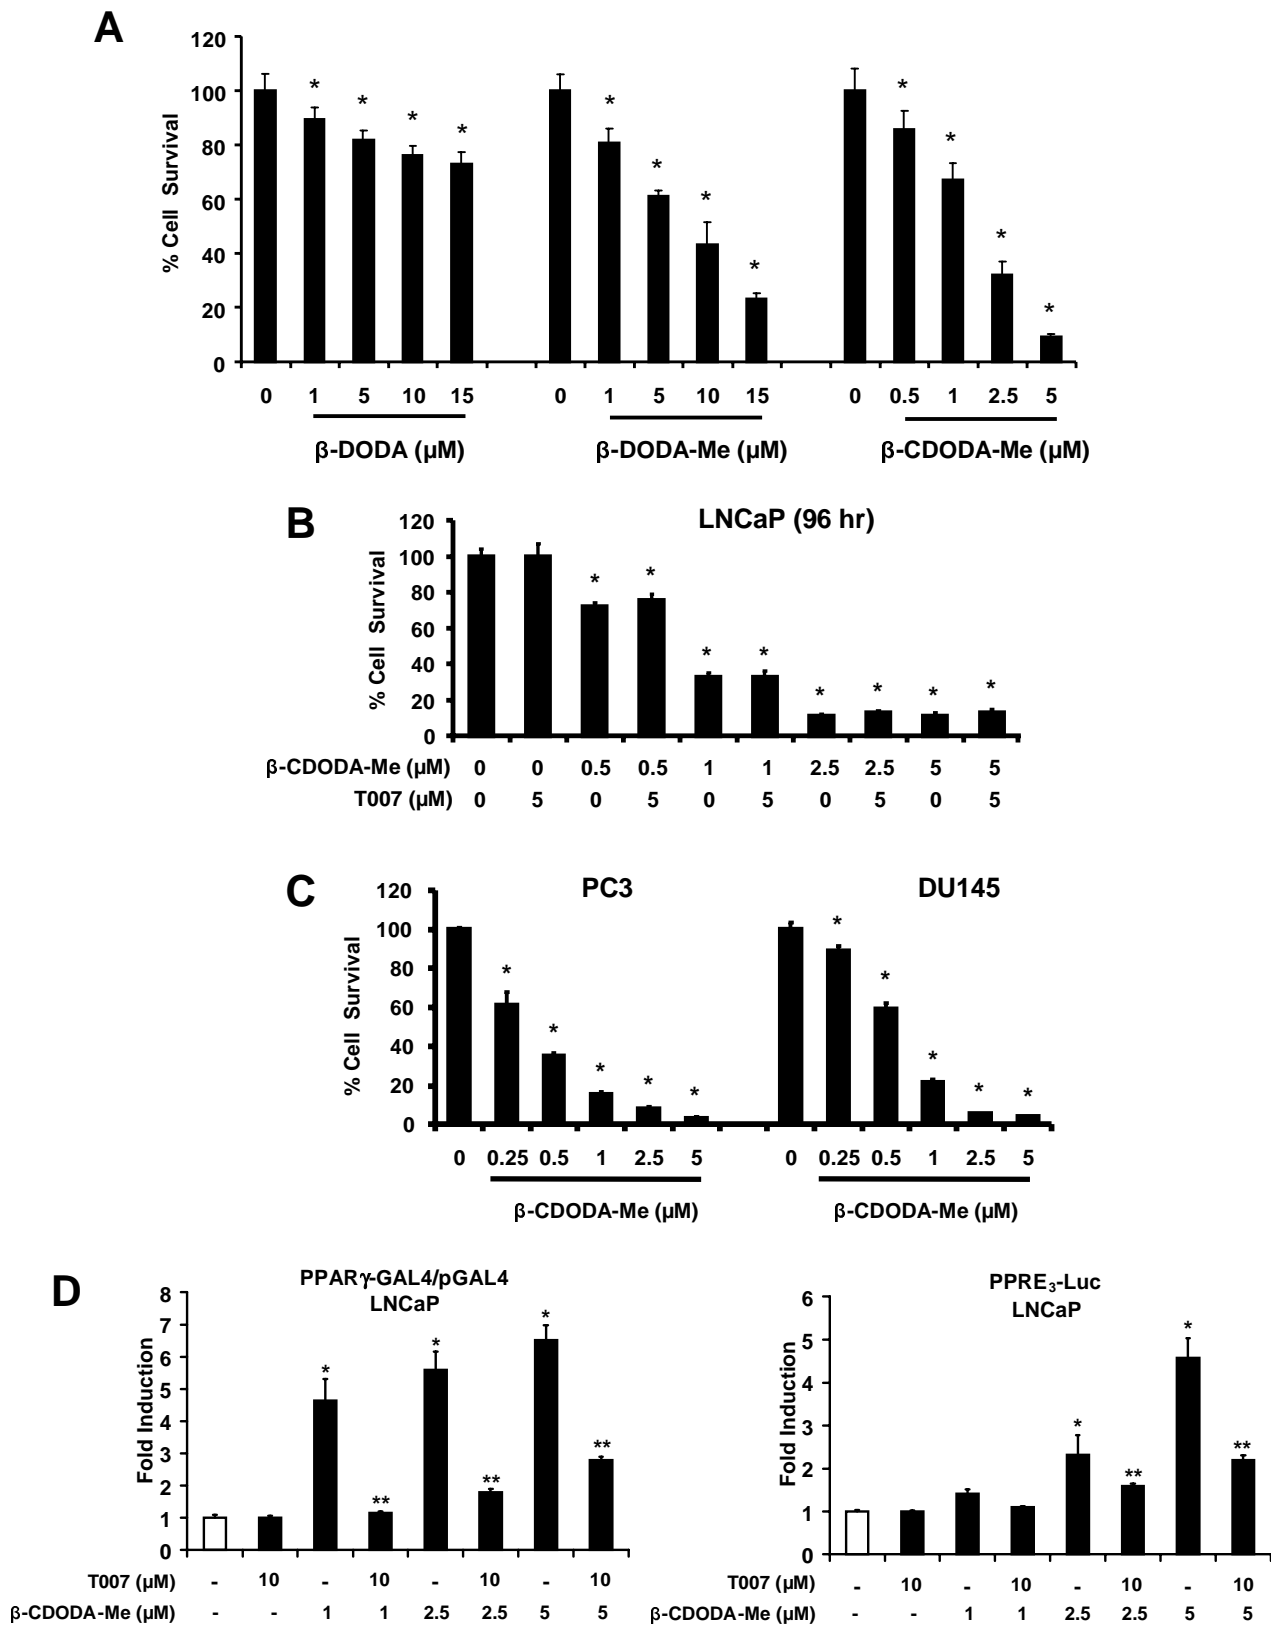 A
120
100
80
60
40
20
0
% Cell Survival
* * * *
* * * *
* * * *
0 1 5 10 15 0 1 5 10 15 0 0.5 1 2.5 5
β-DODA (µM) β-DODA-Me (µM) β-CDODA-Me (µM)
B
LNCaP (96 hr)
120
100
80
60
40
20
0
% Cell Survival
* * * * * * * *
β-CDODA-Me (µM) 0 0 0.5 0.5 1 1 2.5 2.5 5 5
T007 (µM) 0 5 0 5 0 5 0 5 0 5
C
PC3 DU145
120
100
80
60
40
20
0
% Cell Survival
* * * * *
* * * * *
0 0.25 0.5 1 2.5 5 0 0.25 0.5 1 2.5 5
β-CDODA-Me (µM) β-CDODA-Me (µM)
D
PPARγ-GAL4/pGAL4
LNCaP
8
7
6
5
4
3
2
1
0
Fold Induction
* ** * ** * **
T007 (µM) - 10 - 10 - 10 - 10
β-CDODA-Me (µM) - - 1 1 2.5 2.5 5 5
PPRE₃-Luc
LNCaP
6
5
4
3
2
1
0
Fold Induction
* ** * **
T007 (µM) - 10 - 10 - 10 - 10
β-CDODA-Me (µM) - - 1 1 2.5 2.5 5 5